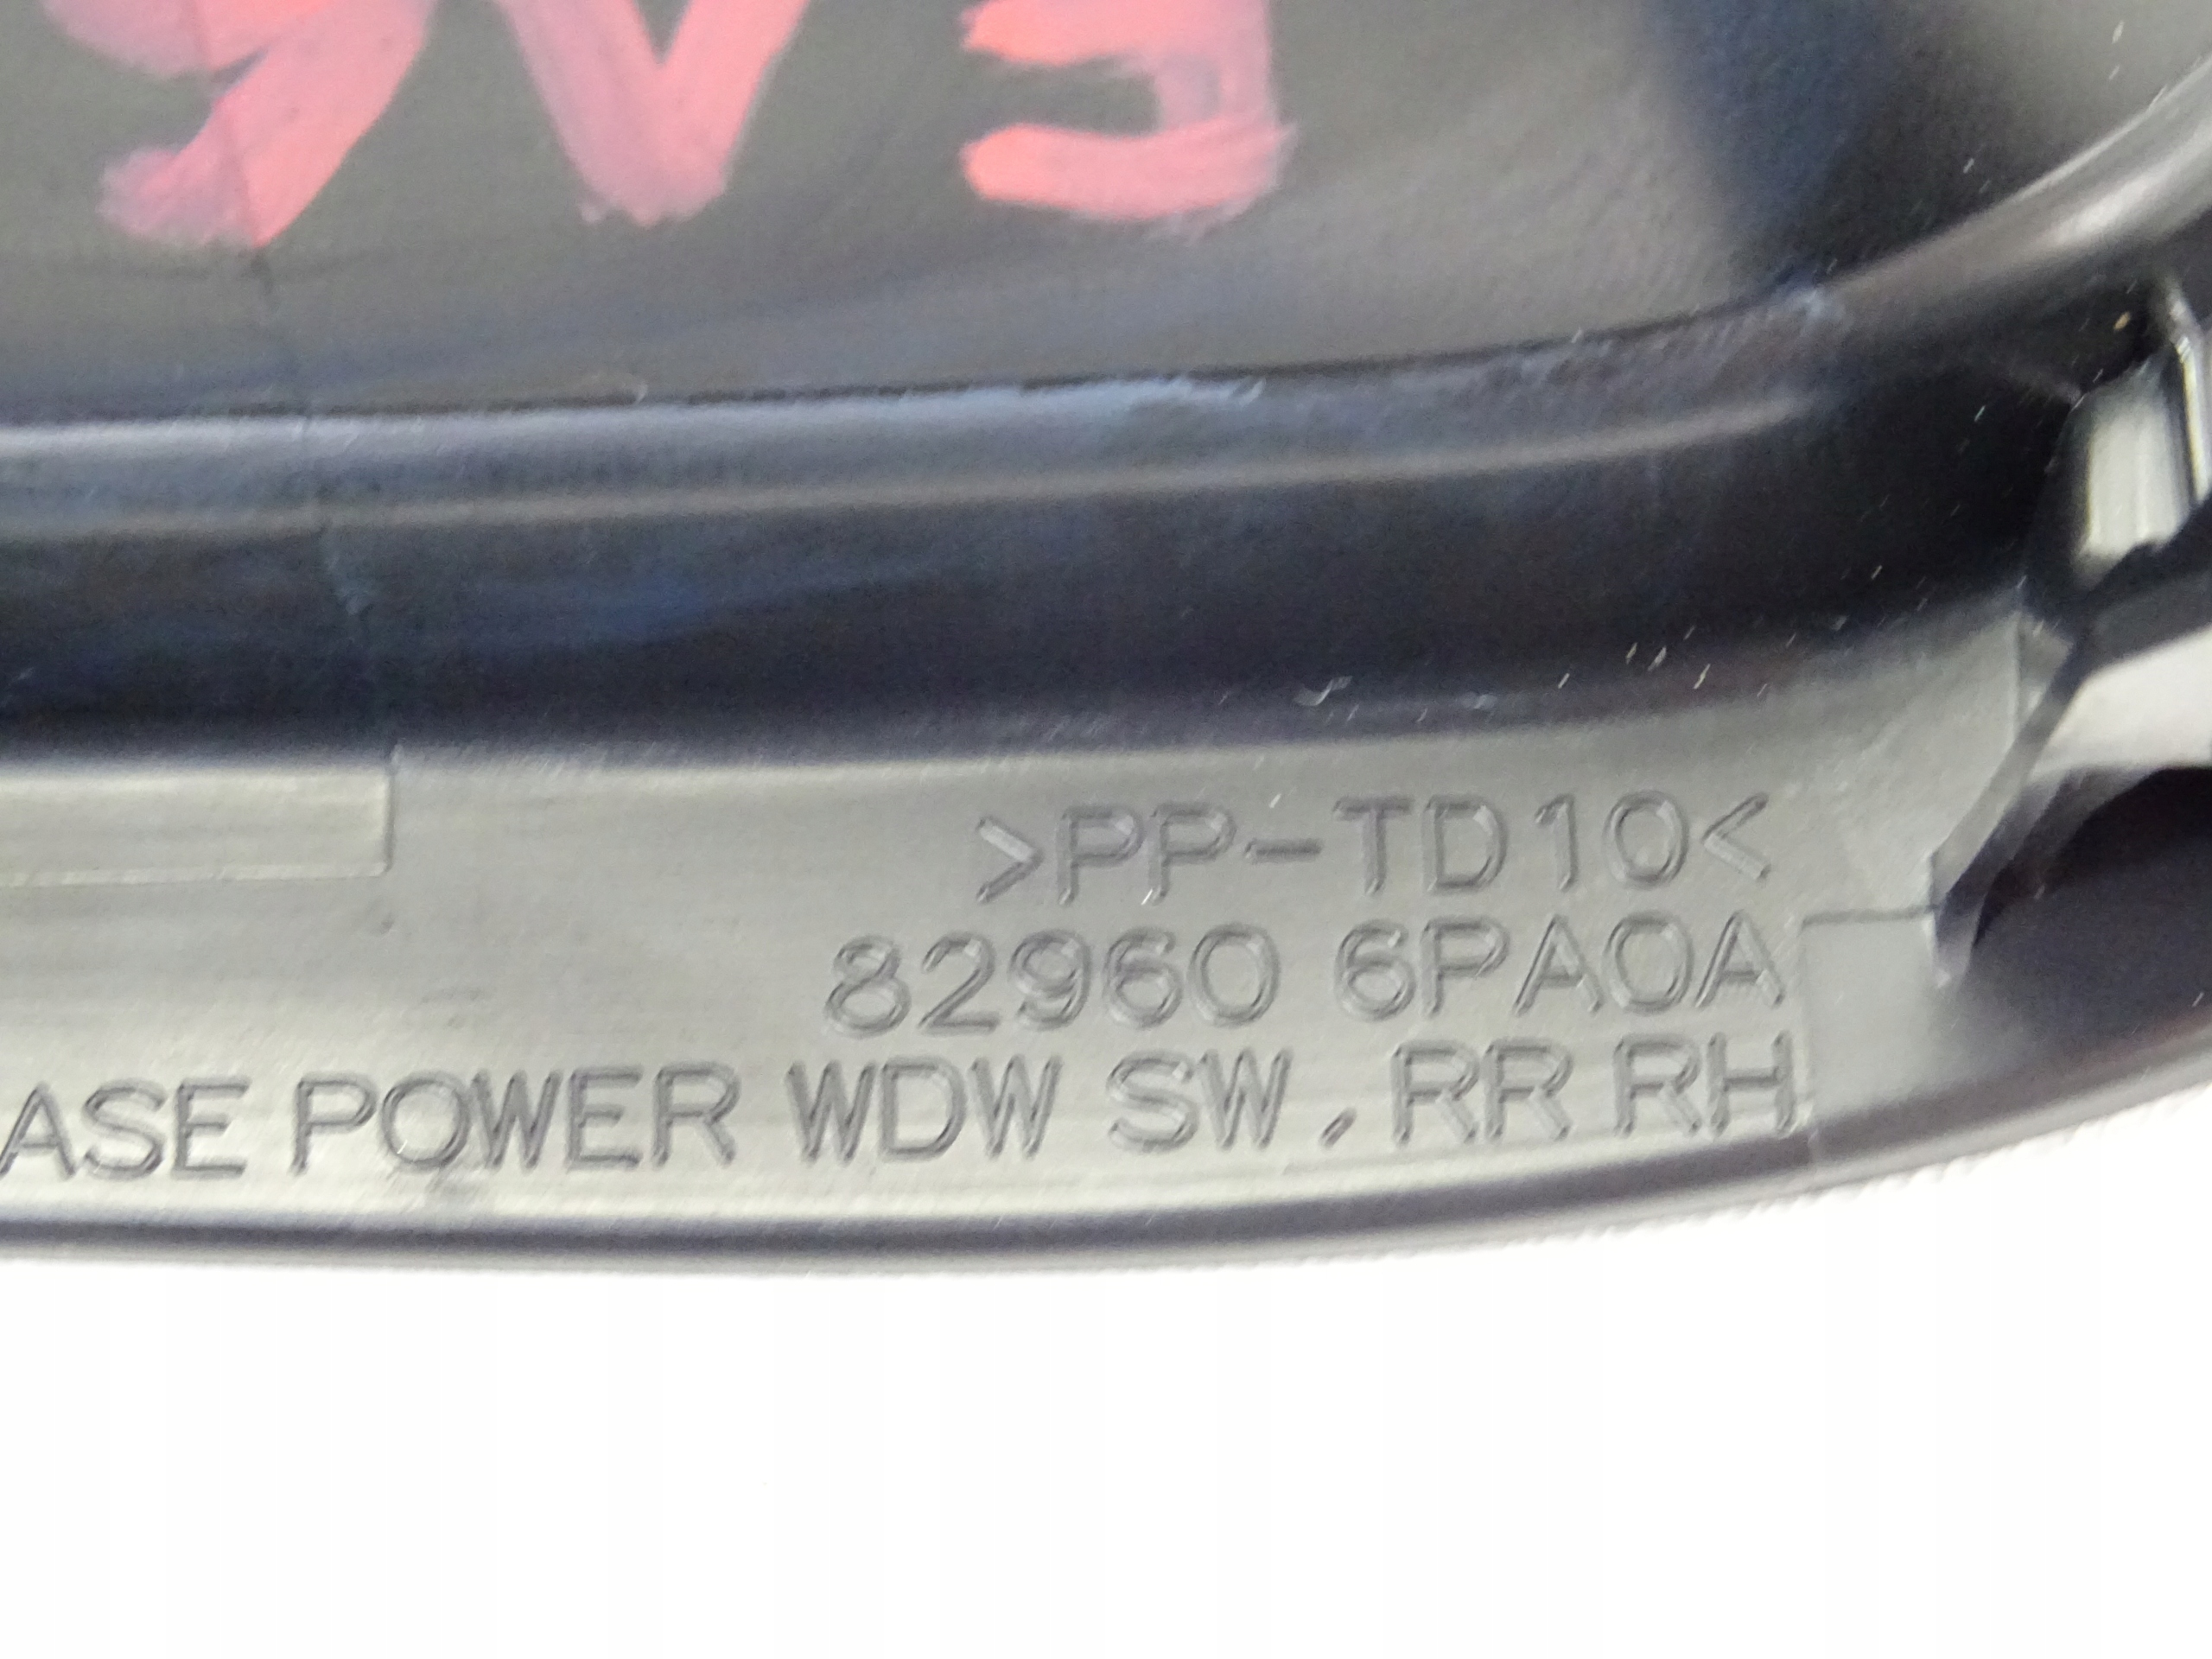 >PP-TD10<
82960 6PA0A
ASE POWER WDW SW, RR RH